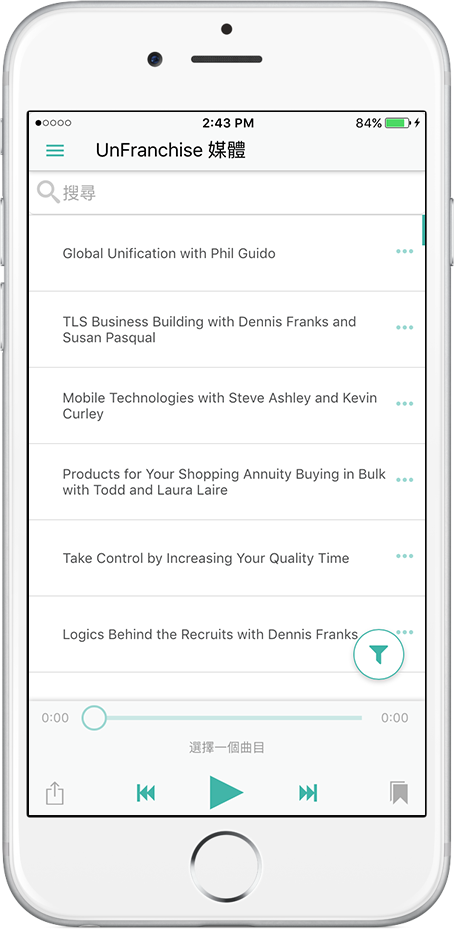 2:43 PM
84%
UnFranchise 媒體
搜尋
Global Unification with Phil Guido
TLS Business Building with Dennis Franks and
Susan Pasqual
Mobile Technologies with Steve Ashley and Kevin
Curley
Products for Your Shopping Annuity Buying in Bulk
with Todd and Laura Laire
Take Control by Increasing Your Quality Time
Logics Behind the Recruits with Dennis Franks
0:00
0:00
選擇一個曲目